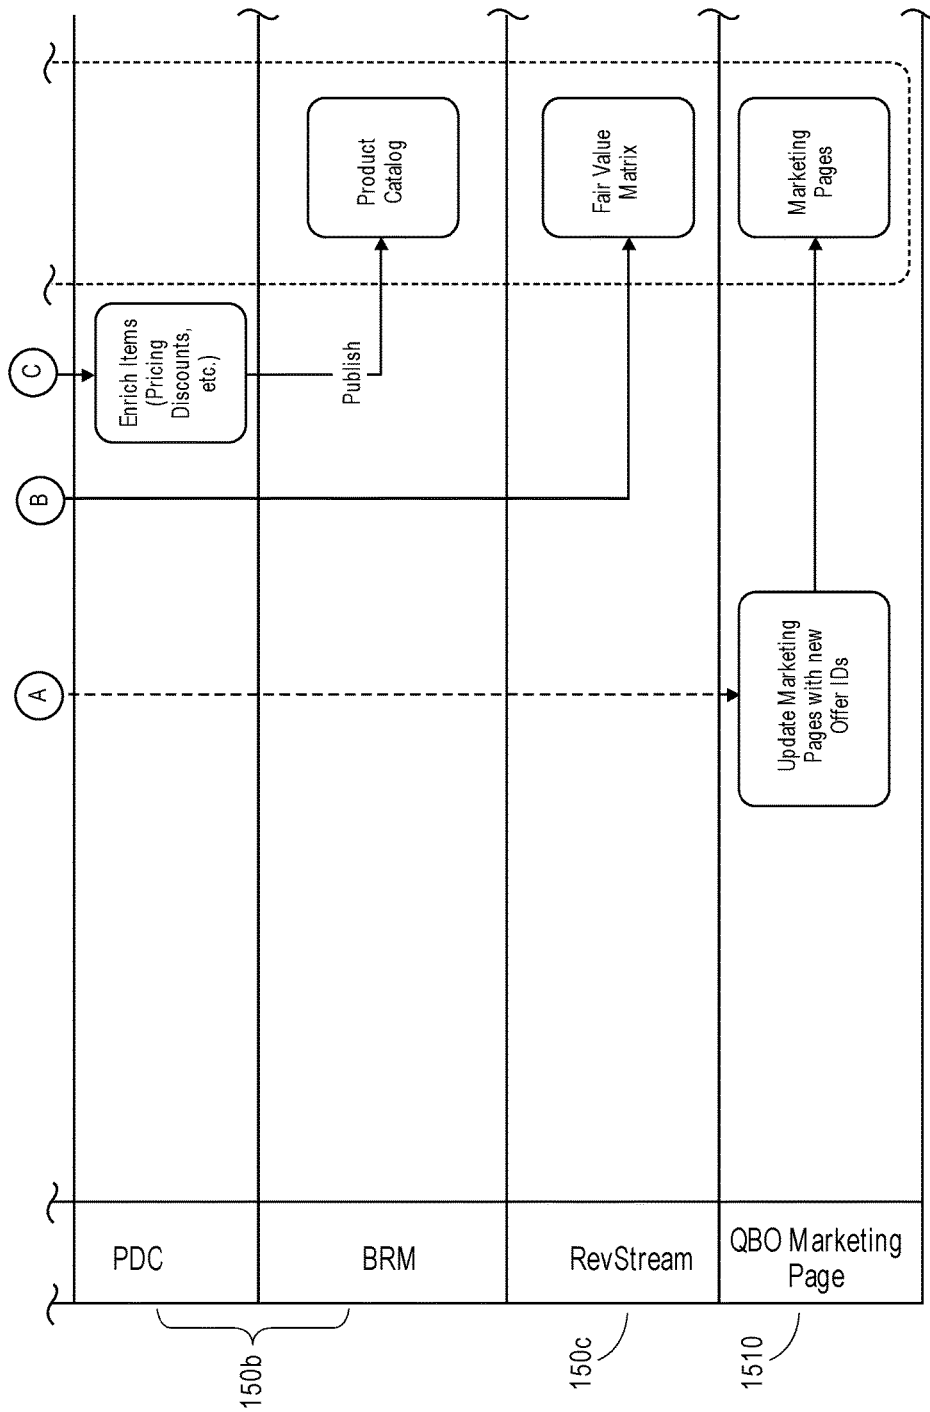 A
B
C
PDC
Enrich Items
(Pricing
Discounts,
etc.)
150b
BRM
Publish
Product
Catalog
150c
RevStream
Fair Value
Matrix
1510
QBO Marketing
Page
Update Marketing
Pages with new
Offer IDs
Marketing
Pages